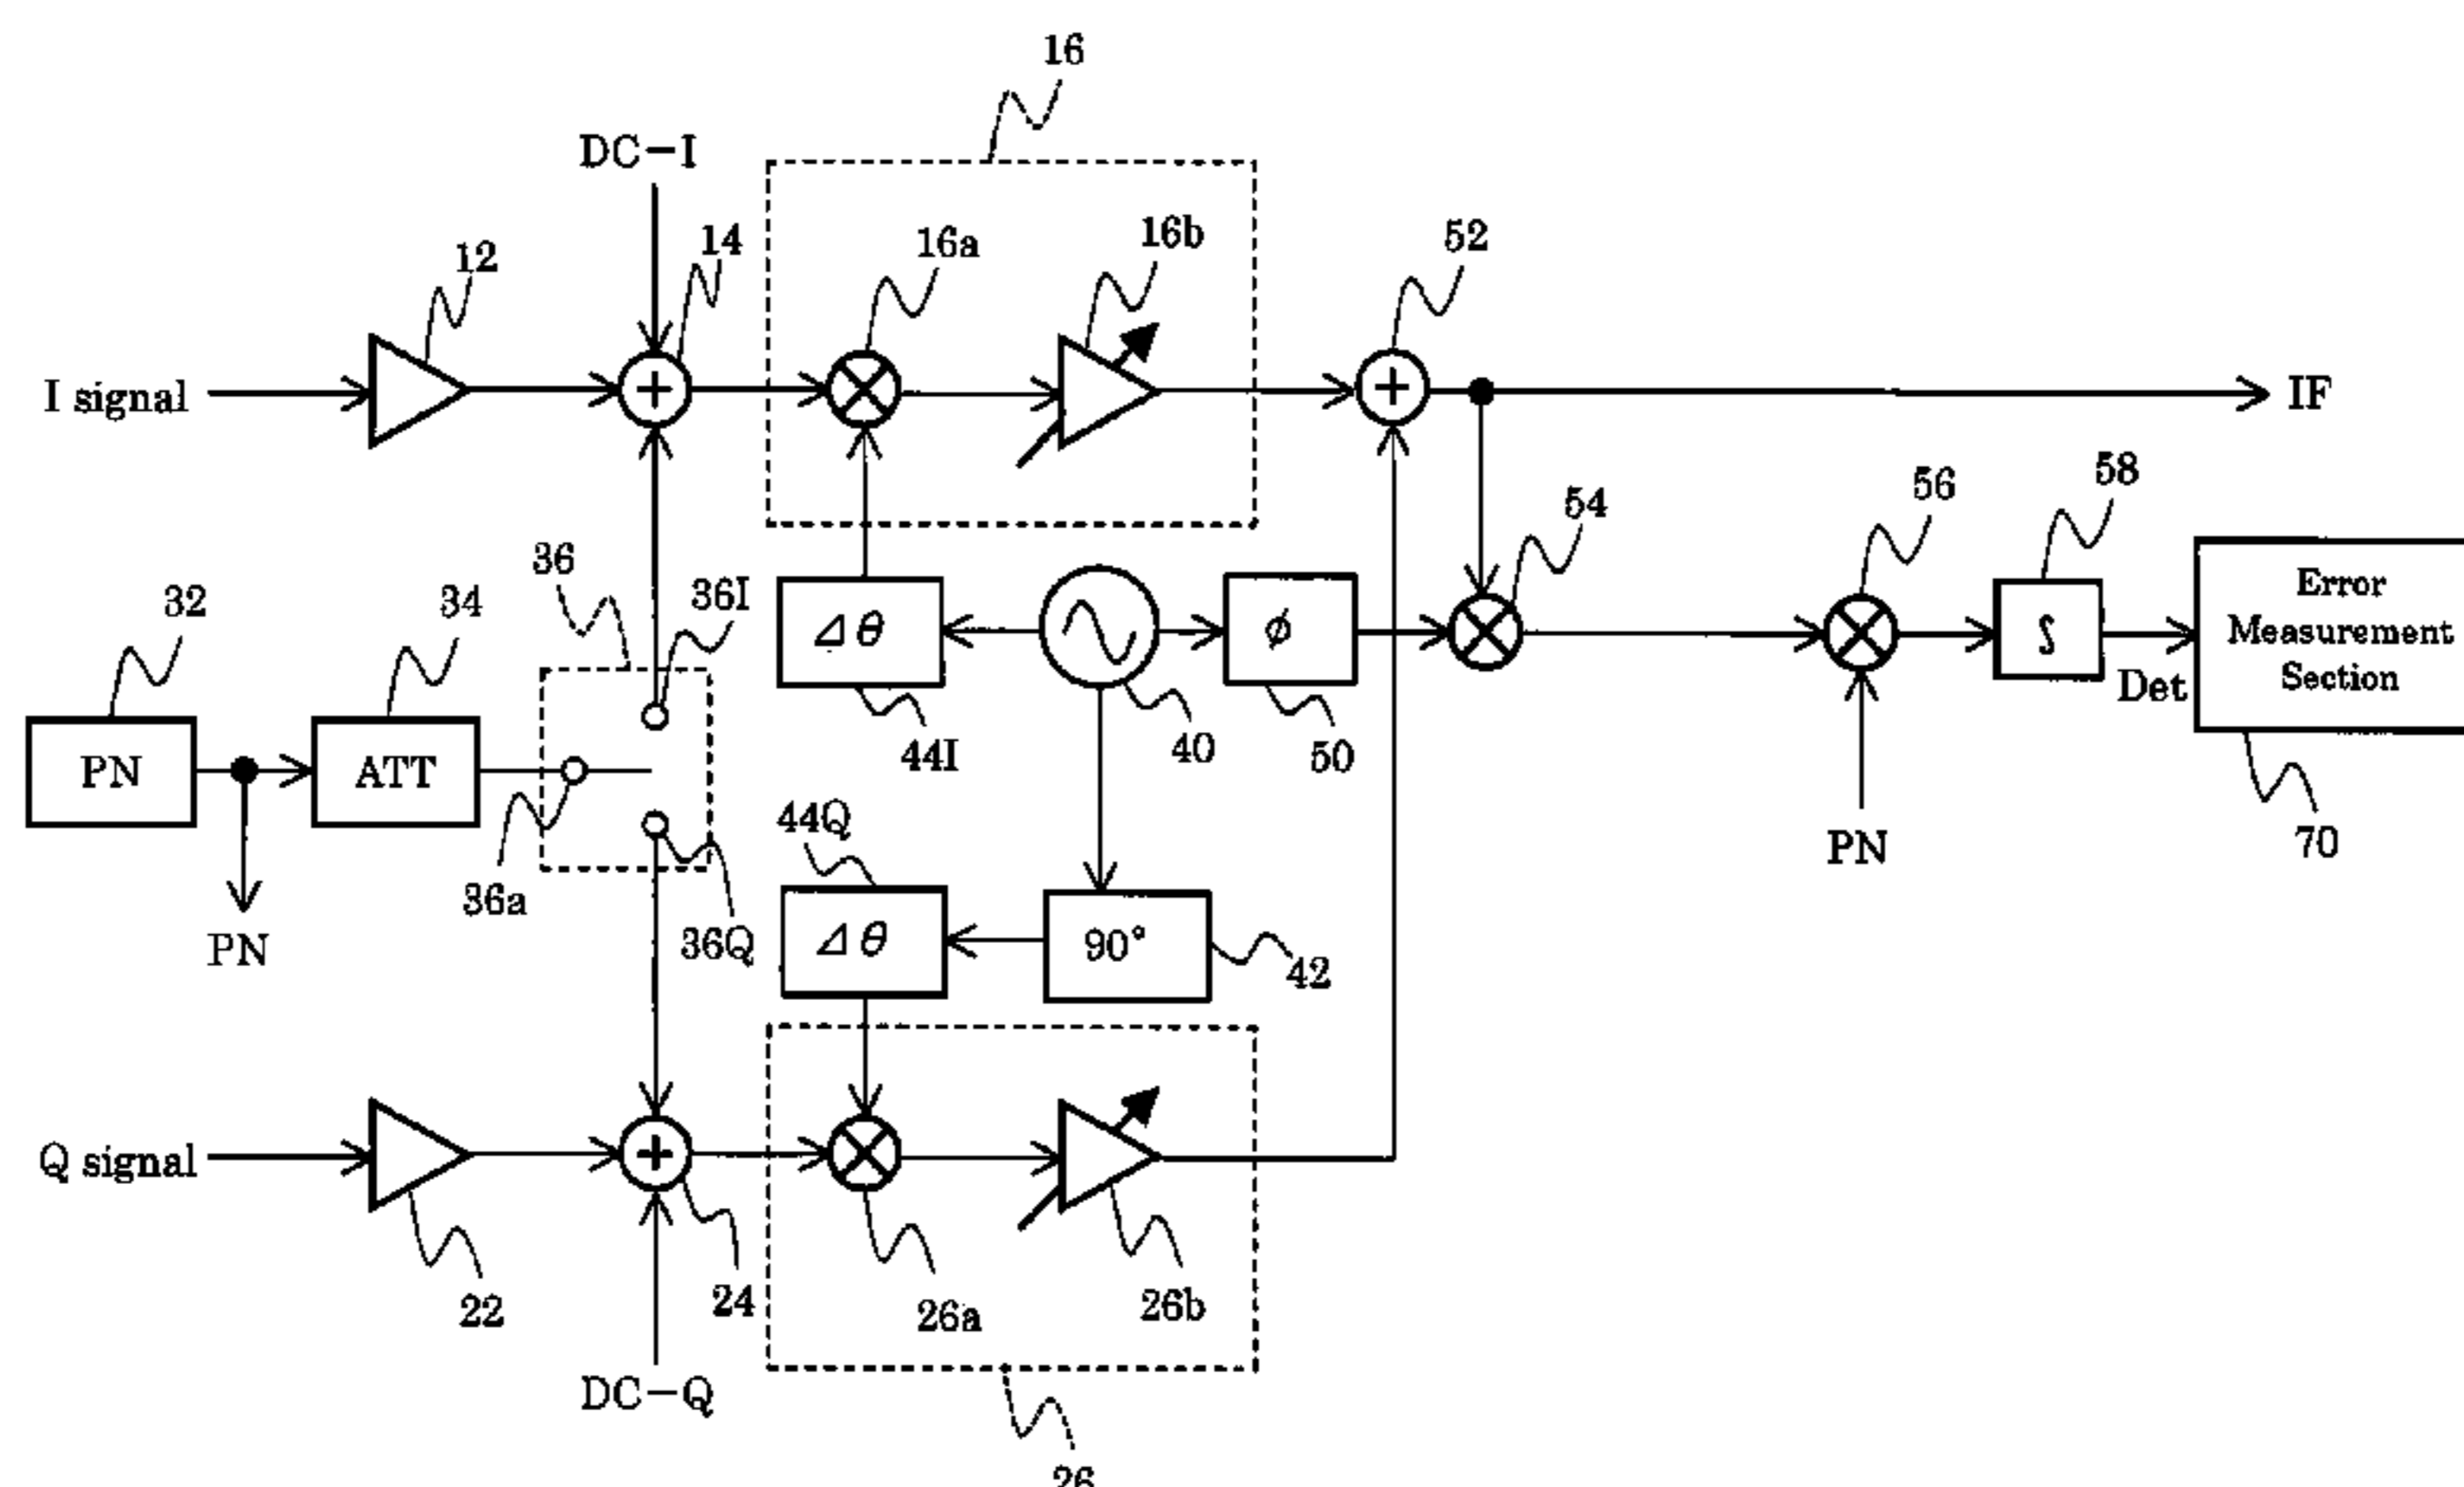 16
DC-I
12
14
16a
16b
52
I signal
IF
58
56
54
36
36I
32
34
Δθ
ϕ
∫
Error
Measurement
Section
Det
44I
40
50
PN
ATT
44Q
PN
70
36a
Δθ
90°
PN
36Q
42
Q signal
22
24
26a
26b
DC-Q
26